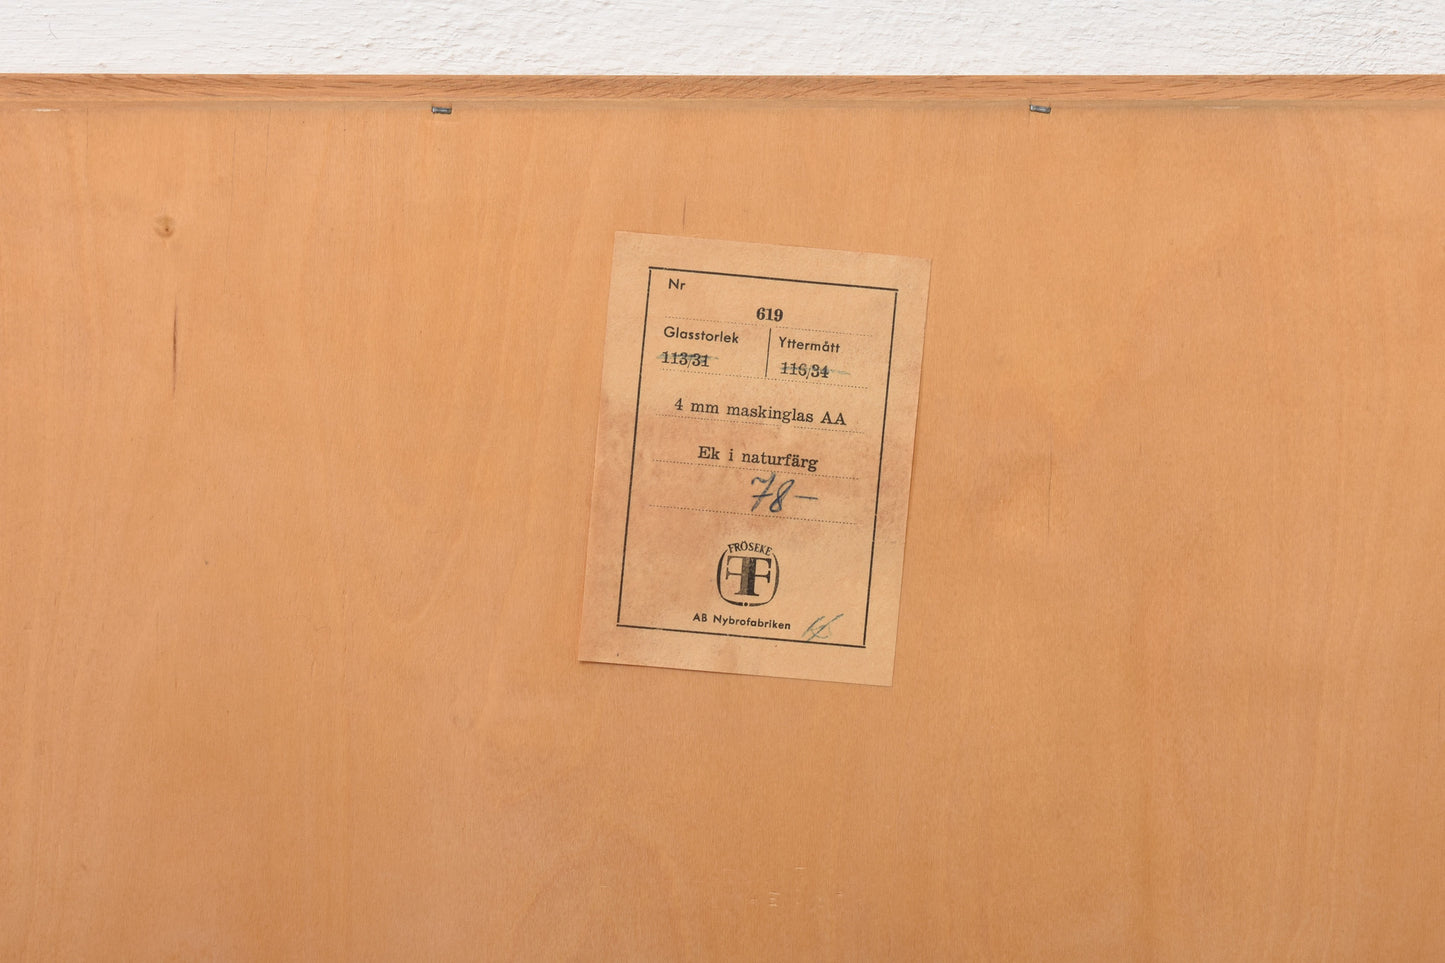 Nr
619
Glasstorlek Yttermått
113/31 116/34
4 mm maskinglas AA
Ek i naturfärg
78-
FRÖSEKE
F
AB Nybrofabriken